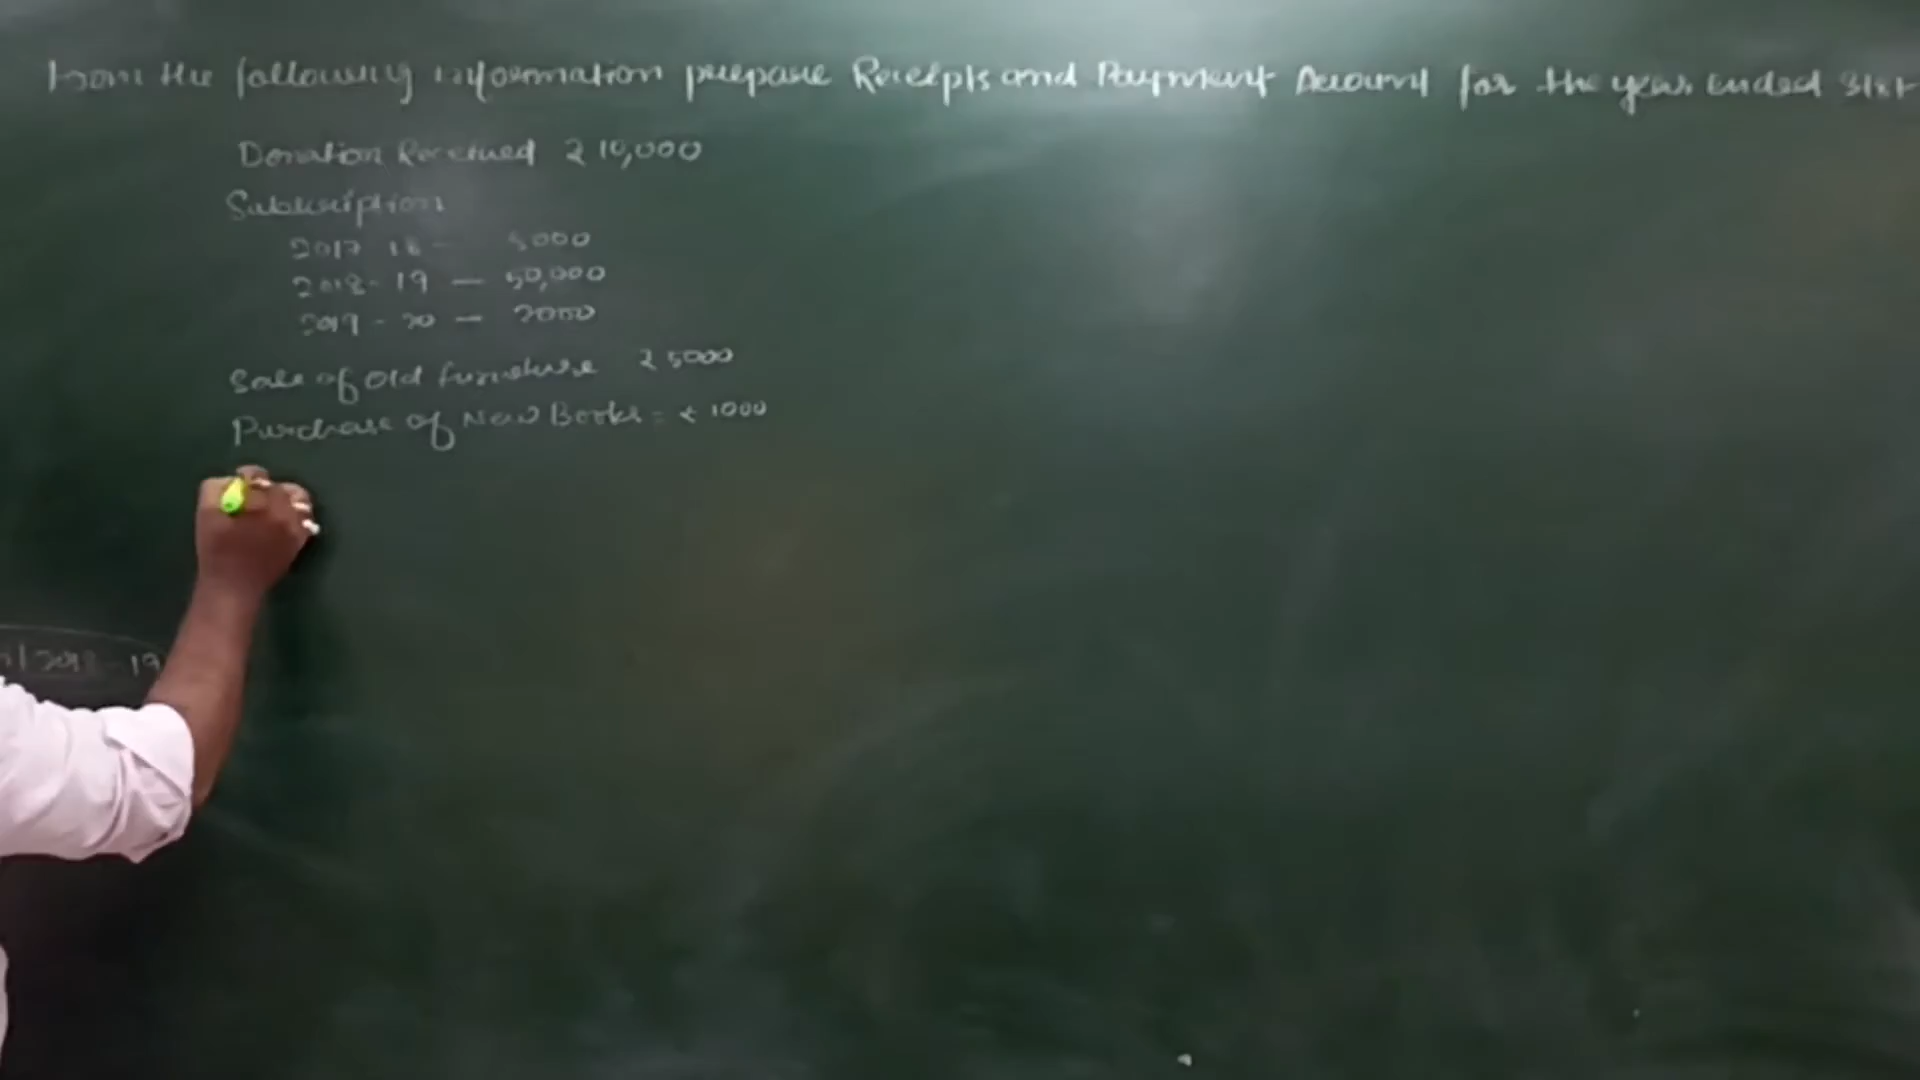 From the following information prepare Receipts and Payment Account for the year ended 31st
Donation Received ₹ 10,000
Subscription
2017-18 - 5000
2018-19 - 50,000
2019-20 - 2000
Sale of Old furniture ₹ 5000
Purchase of New Books = ₹ 1000
2018-19